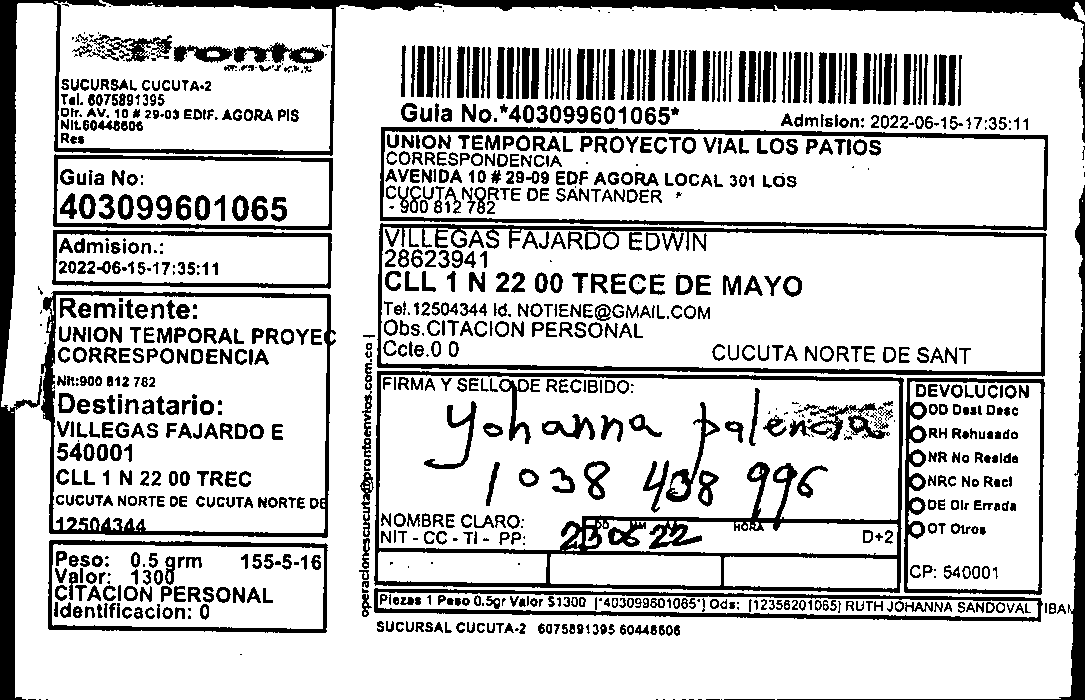 Pronto
envios
SUCURSAL CUCUTA-2
Tel. 6075891395
Dir. AV. 10 # 29-03 EDIF. AGORA PIS
Nit.60448606
Res
Guia No:
403099601065
Admision.:
2022-06-15-17:35:11
Remitente:
UNION TEMPORAL PROYEC
CORRESPONDENCIA
Nit:900 812 782
Destinatario:
VILLEGAS FAJARDO E
540001
CLL 1 N 22 00 TREC
CUCUTA NORTE DE CUCUTA NORTE DE
12504344
Peso: 0.5 grm 155-5-16
Valor: 1300
CITACION PERSONAL
Identificacion: 0
operacionescucuta@prontoenvios.com.co |
Guia No.*403099601065*
Admision: 2022-06-15-17:35:11
UNION TEMPORAL PROYECTO VIAL LOS PATIOS
CORRESPONDENCIA
AVENIDA 10 # 29-09 EDF AGORA LOCAL 301 LOS
CUCUTA NORTE DE SANTANDER *
- 900 812 782
VILLEGAS FAJARDO EDWIN
28623941
CLL 1 N 22 00 TRECE DE MAYO
Tel.12504344 Id. NOTIENE@GMAIL.COM
Obs.CITACION PERSONAL
Ccte.0 0 CUCUTA NORTE DE SANT
FIRMA Y SELLO DE RECIBIDO:
Yohanna palencia
1038 438 996
NOMBRE CLARO:
NIT - CC - TI - PP:
DD MM AA HORA
23 06 22
D+2
DEVOLUCION
OD Dest Desc
RH Rehusado
NR No Reside
NRC No Recl
DE Dir Errada
OT Otros
CP: 540001
Piezas 1 Peso 0.5gr Valor $1300 [*403099601065*] Ods: [12356201065] RUTH JOHANNA SANDOVAL TIBAM
SUCURSAL CUCUTA-2 6075891395 60448606